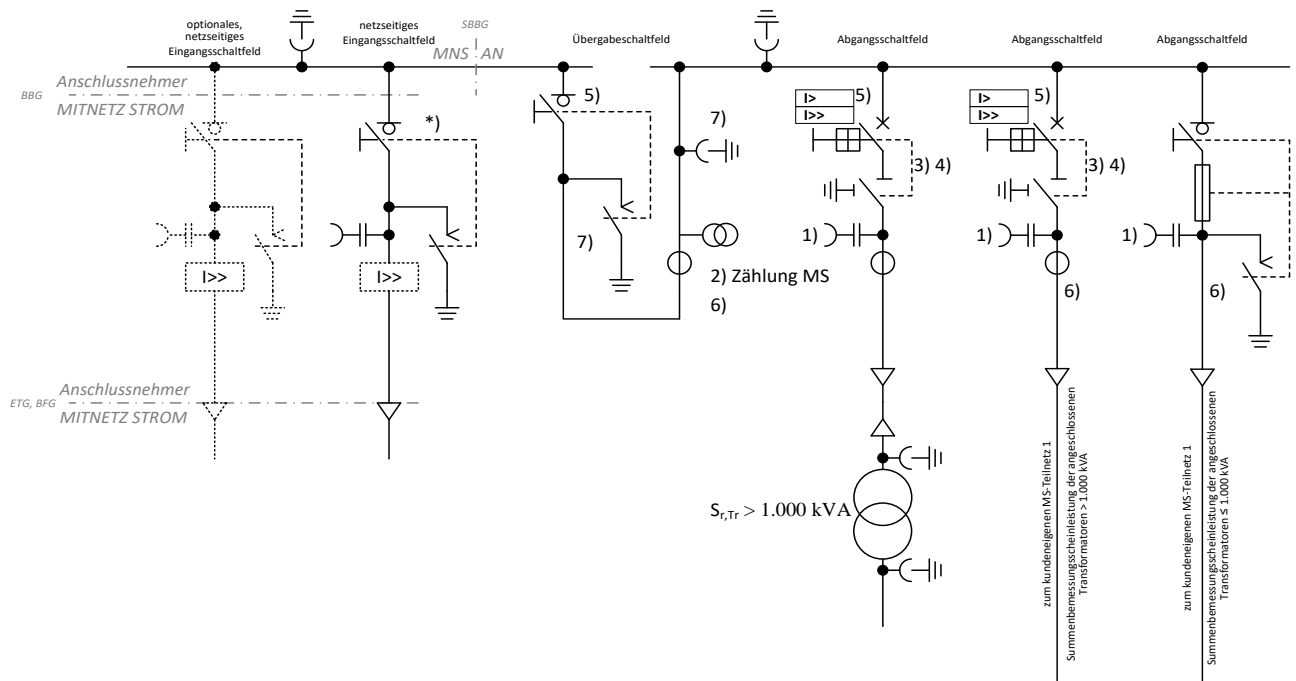 optionales,
netzseitiges
Eingangsschaltfeld
netzseitiges
Eingangsschaltfeld
SBBG
MNS AN
Übergabeschaltfeld
Abgangsschaltfeld
Abgangsschaltfeld
Abgangsschaltfeld
BBG
Anschlussnehmer
MITNETZ STROM
*)
5)
7)
7)
2) Zählung MS
6)
I>
I>>
5)
3) 4)
1)
I>
I>>
5)
3) 4)
1)
6)
1)
6)
I>>
I>>
ETG, BFG
Anschlussnehmer
MITNETZ STROM
Sr,Tr > 1.000 kVA
zum kundeneigenen MS-Teilnetz 1
Summenbemessungsscheinleistung der angeschlossenen
Transformatoren > 1.000 kVA
zum kundeneigenen MS-Teilnetz 1
Summenbemessungsscheinleistung der angeschlossenen
Transformatoren ≤ 1.000 kVA